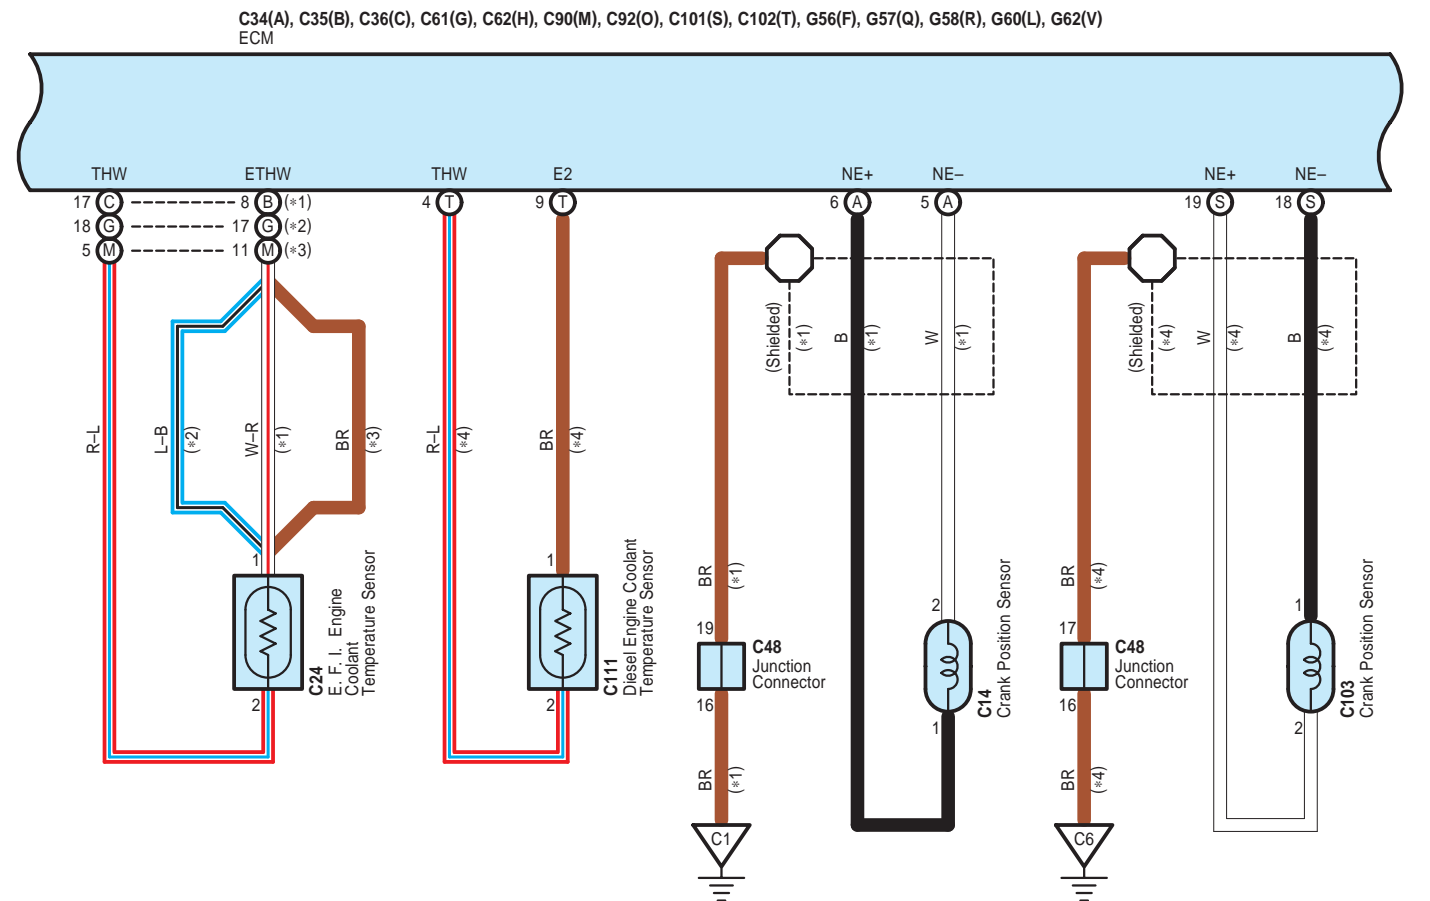 C34(A), C35(B), C36(C), C61(G), C62(H), C90(M), C92(O), C101(S), C102(T), G56(F), G57(Q), G58(R), G60(L), G62(V)
ECM
THW ETHW THW E2 NE+ NE– NE+ NE–
17 C 8 B (*1) 4 T 9 T 6 A 5 A 19 S 18 S
18 G 17 G (*2)
5 M 11 M (*3)
(Shielded) (*1) B (*1) W (*1) (Shielded) (*4) W (*4) B (*4)
R–L L–B (*2) W–R (*1) BR (*3) R–L (*4) BR (*4)
BR (*1) BR (*4)
1 1 2 1
19 17
C24
E. F. I. Engine
Coolant
Temperature Sensor
C111
Diesel Engine Coolant
Temperature Sensor
C48
Junction
Connector
C14
Crank Position Sensor
C48
Junction
Connector
C103
Crank Position Sensor
2 2 16 1 16 2
BR (*1) BR (*4)
C1 C6